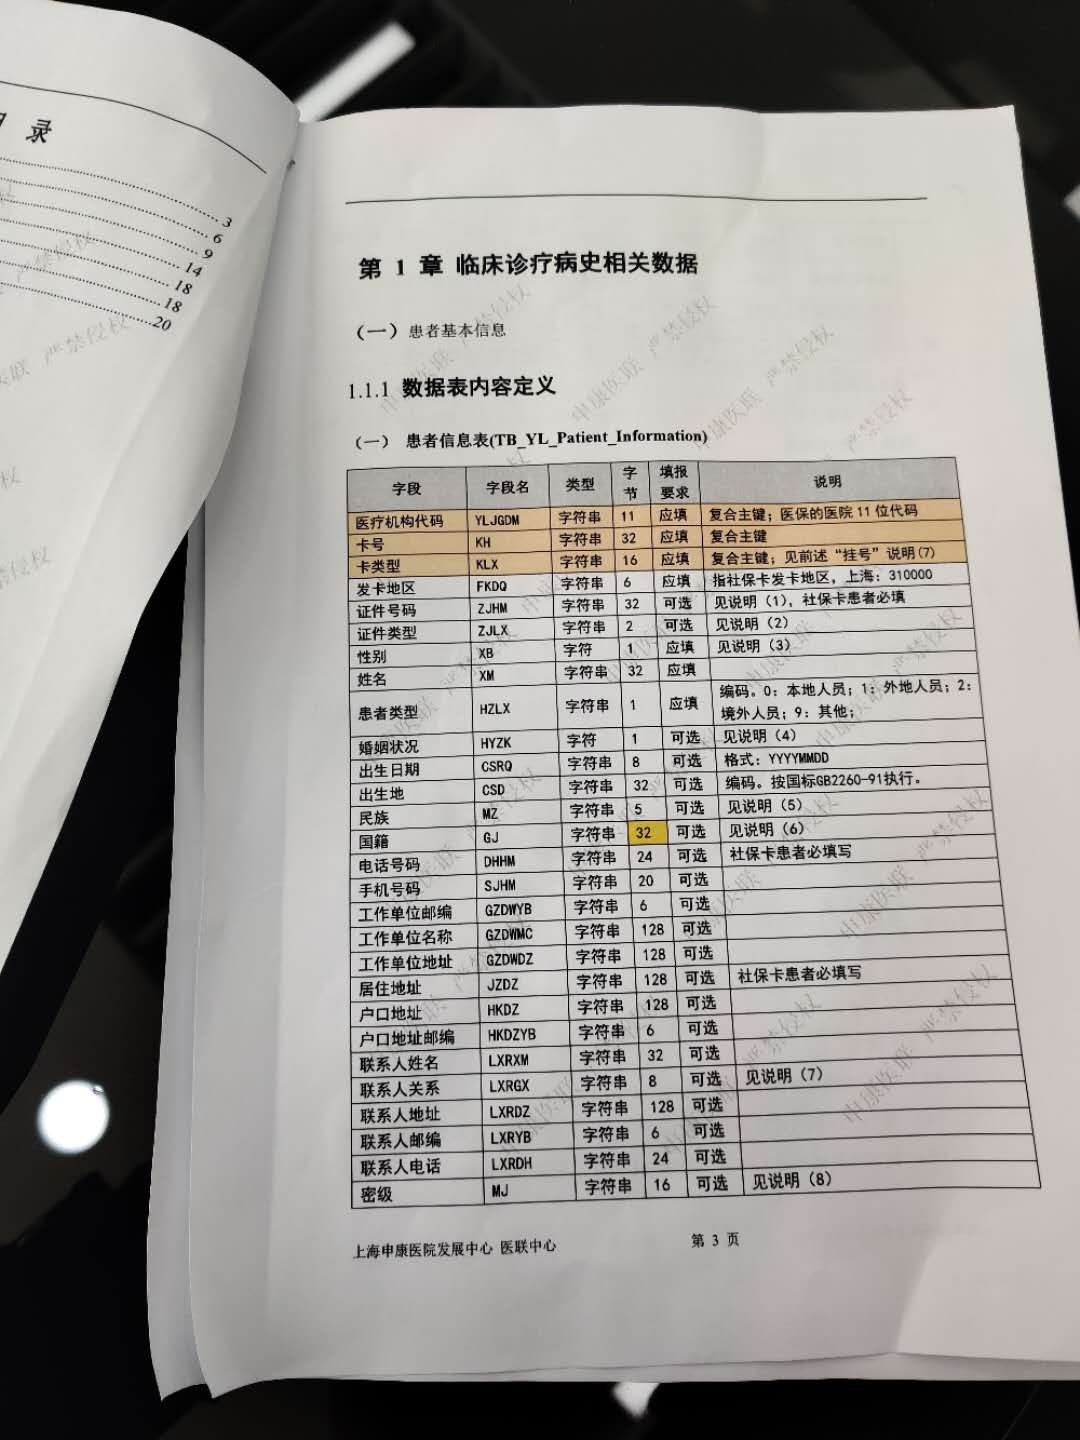 录
3
6
9
14
18
18
20
第 1 章 临床诊疗病史相关数据
（一）患者基本信息
1.1.1 数据表内容定义
（一） 患者信息表(TB_YL_Patient_Information)
字段 字段名 类型 字节 填报要求 说明
医疗机构代码 YLJGDM 字符串 11 应填 复合主键；医保的医院 11 位代码
卡号 KH 字符串 32 应填 复合主键
卡类型 KLX 字符串 16 应填 复合主键；见前述“挂号”说明(7)
发卡地区 FKDQ 字符串 6 应填 指社保卡发卡地区，上海：310000
证件号码 ZJHM 字符串 32 可选 见说明（1），社保卡患者必填
证件类型 ZJLX 字符串 2 可选 见说明（2）
性别 XB 字符 1 应填 见说明（3）
姓名 XM 字符串 32 应填
患者类型 HZLX 字符串 1 应填 编码。0：本地人员；1：外地人员；2：
境外人员；9：其他；
婚姻状况 HYZK 字符 1 可选 见说明（4）
出生日期 CSRQ 字符串 8 可选 格式：YYYYMMDD
出生地 CSD 字符串 32 可选 编码。按国标GB2260-91执行。
民族 MZ 字符串 5 可选 见说明（5）
国籍 GJ 字符串 32 可选 见说明（6）
电话号码 DHHM 字符串 24 可选 社保卡患者必填写
手机号码 SJHM 字符串 20 可选
工作单位邮编 GZDWYB 字符串 6 可选
工作单位名称 GZDWMC 字符串 128 可选
工作单位地址 GZDWDZ 字符串 128 可选
居住地址 JZDZ 字符串 128 可选 社保卡患者必填写
户口地址 HKDZ 字符串 128 可选
户口地址邮编 HKDZYB 字符串 6 可选
联系人姓名 LXRXM 字符串 32 可选
联系人关系 LXRGX 字符串 8 可选 见说明（7）
联系人地址 LXRDZ 字符串 128 可选
联系人邮编 LXRYB 字符串 6 可选
联系人电话 LXRDH 字符串 24 可选
密级 MJ 字符串 16 可选 见说明（8）
上海申康医院发展中心 医联中心 第 3 页
申康医联 严禁侵权